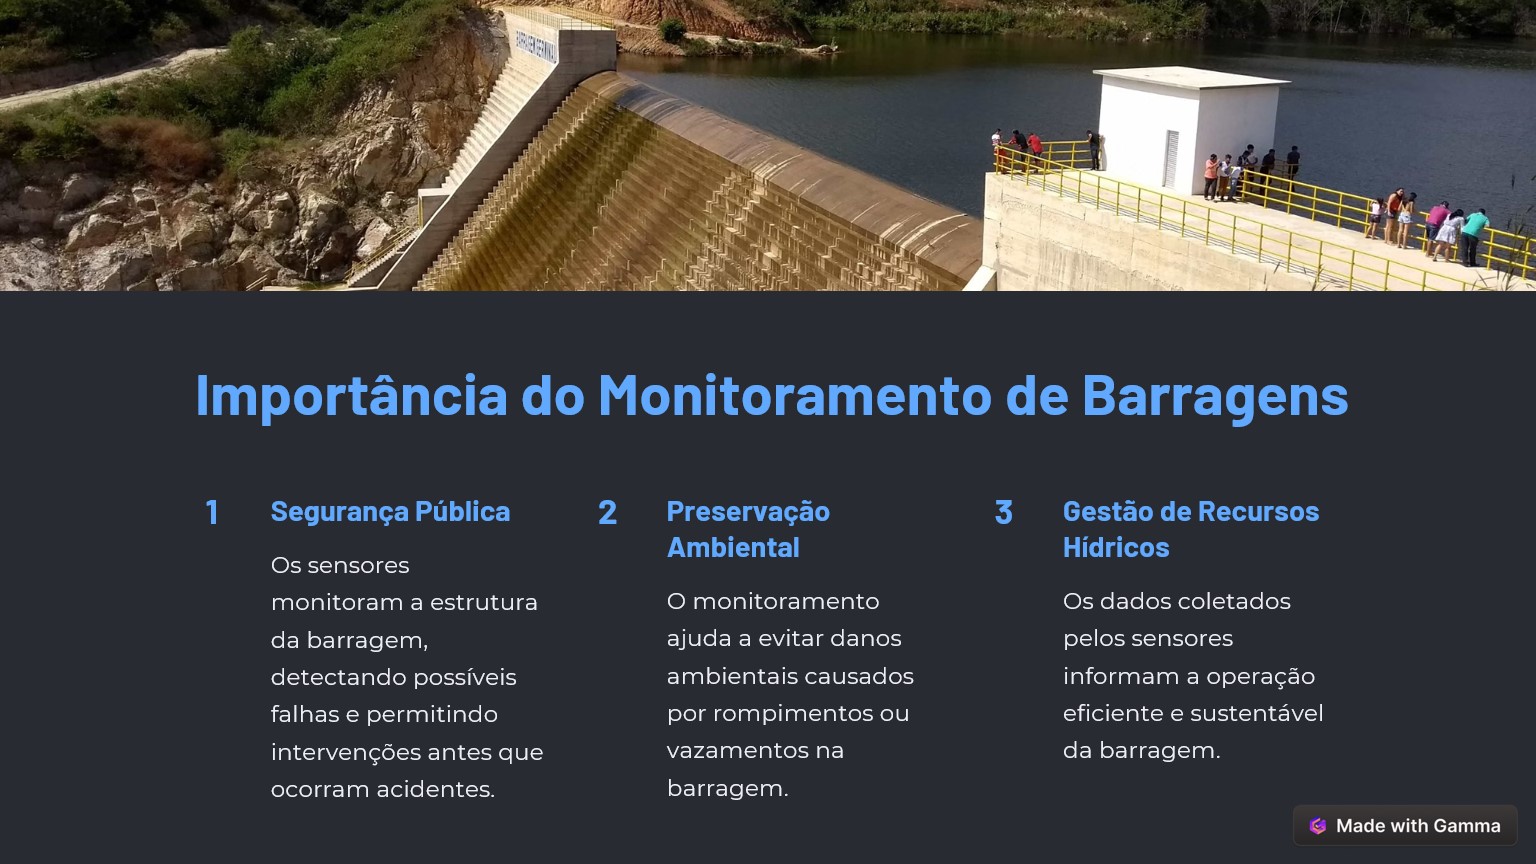 Importância do Monitoramento de Barragens
1
Segurança Pública
Os sensores
monitoram a estrutura
da barragem,
detectando possíveis
falhas e permitindo
intervenções antes que
ocorram acidentes.
2
Preservação
Ambiental
O monitoramento
ajuda a evitar danos
ambientais causados
por rompimentos ou
vazamentos na
barragem.
3
Gestão de Recursos
Hídricos
Os dados coletados
pelos sensores
informam a operação
eficiente e sustentável
da barragem.
Made with Gamma